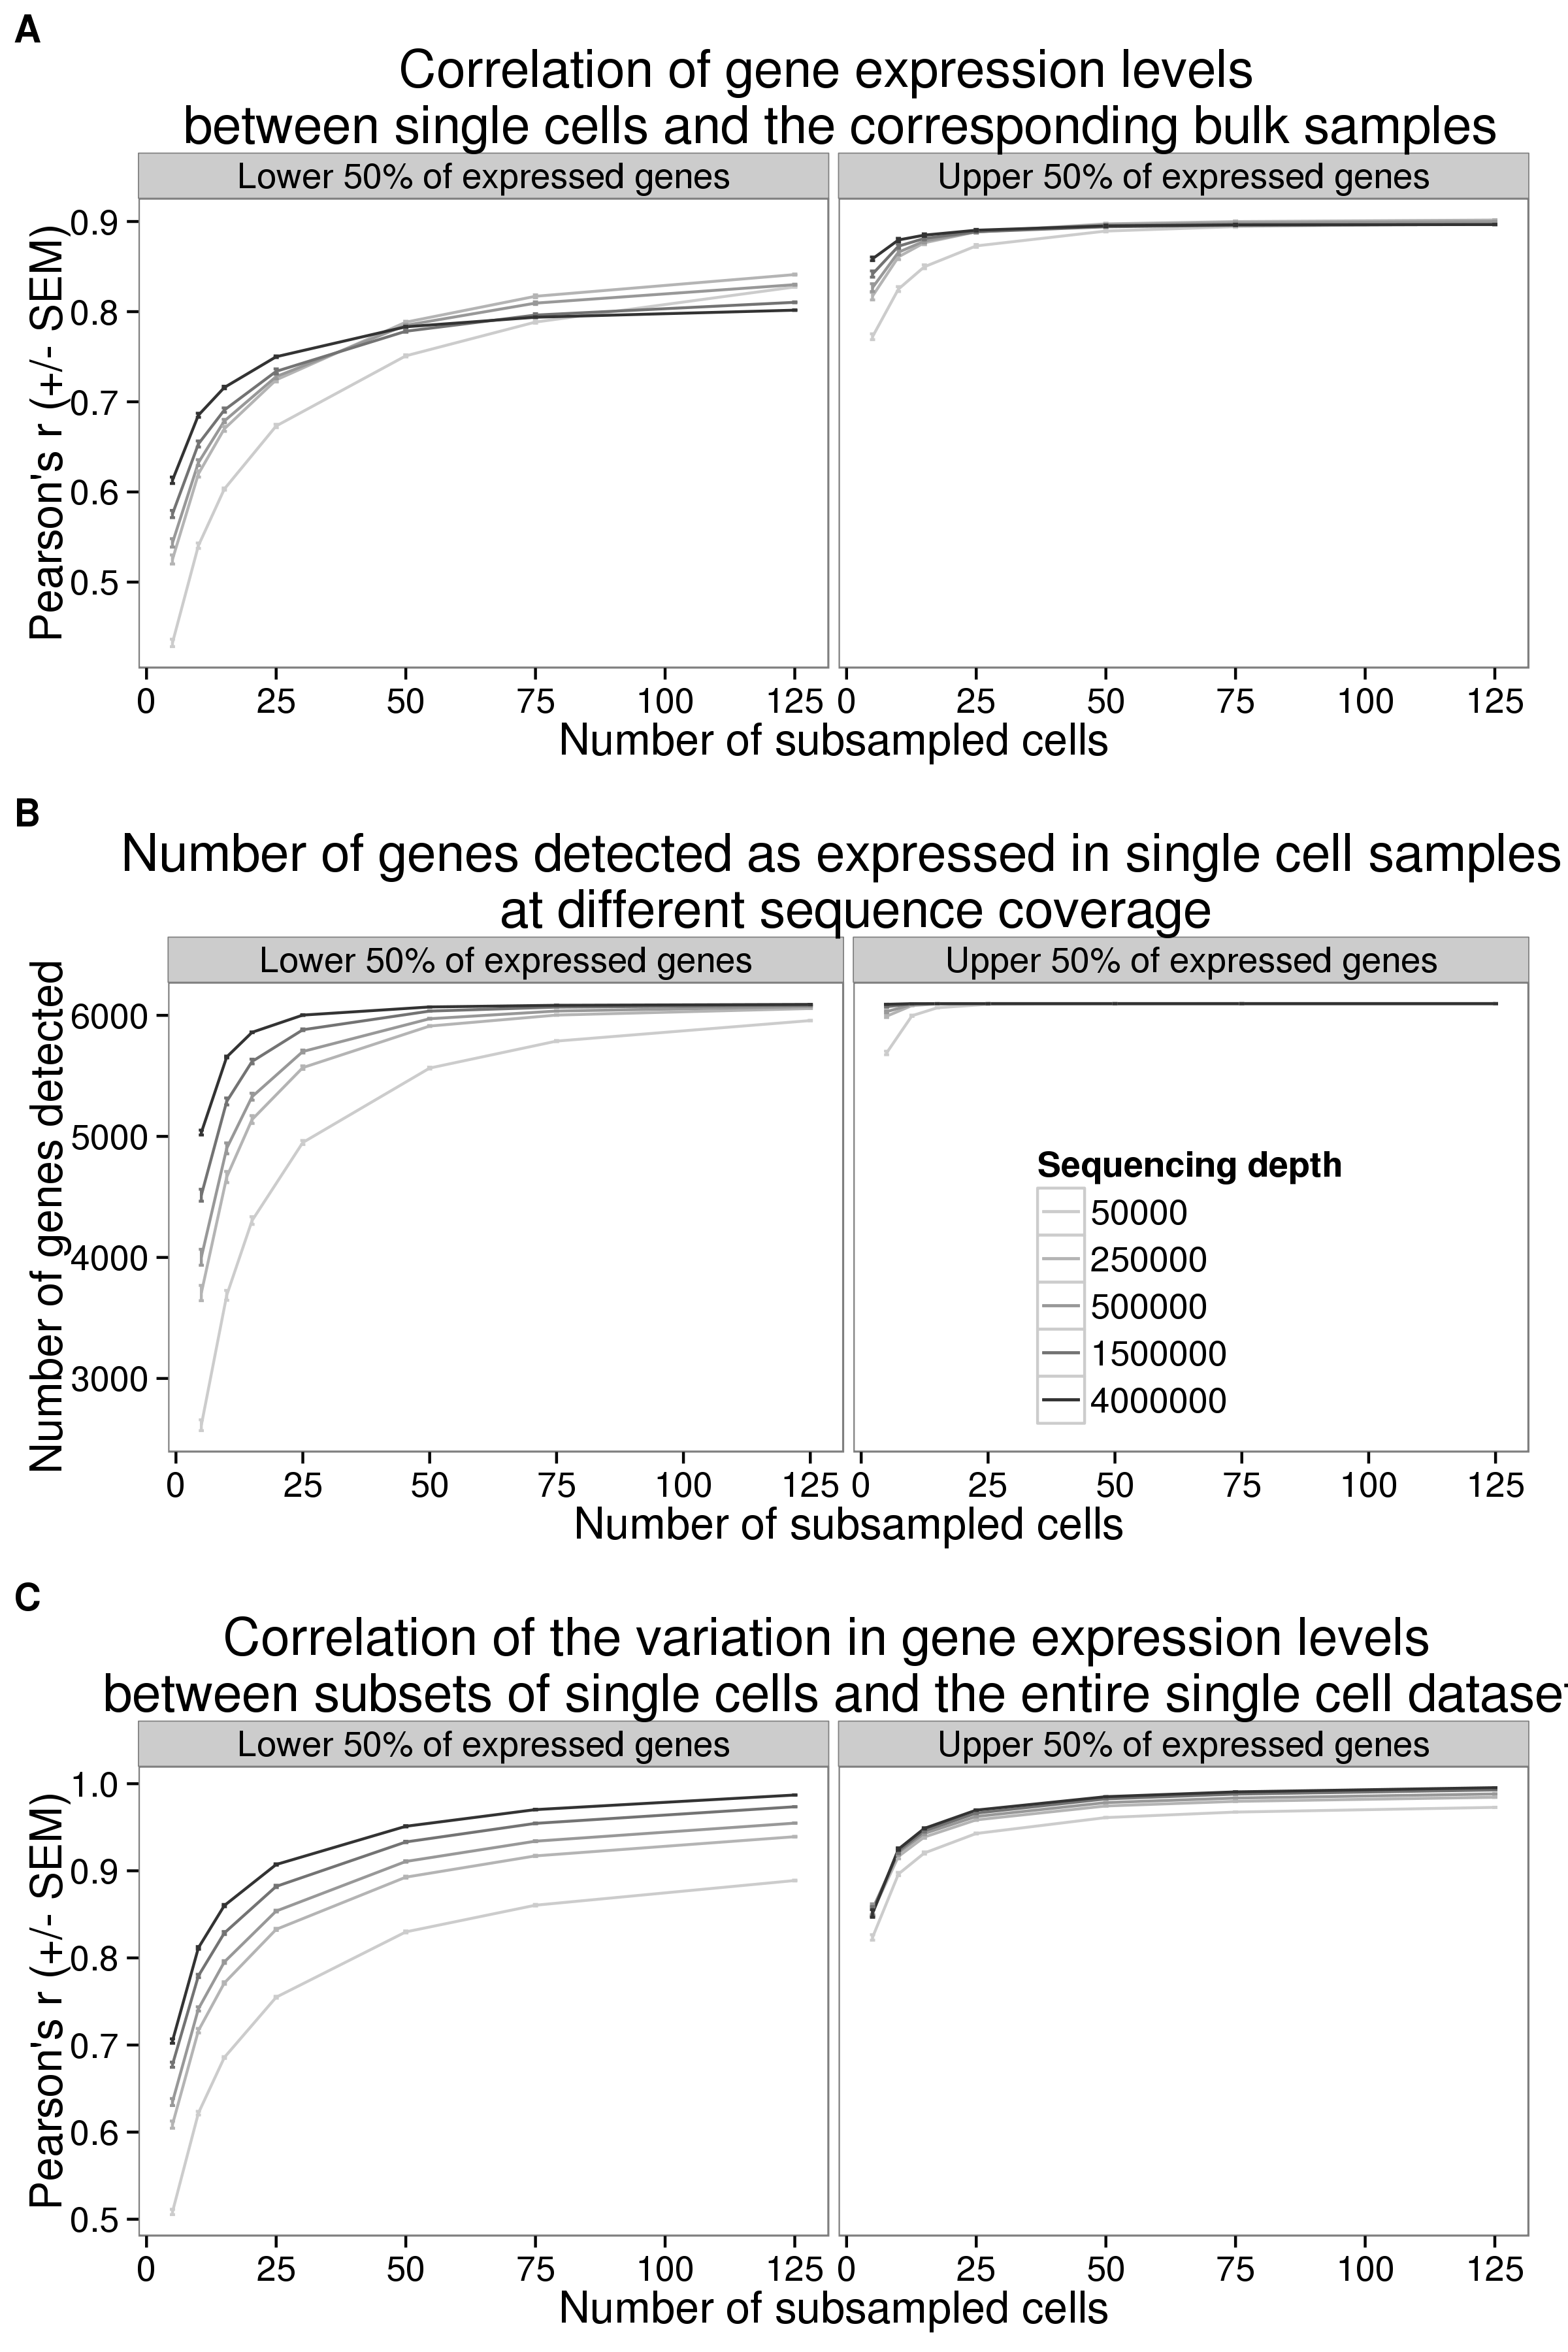 A
Correlation of gene expression levels
between single cells and the corresponding bulk samples
Lower 50% of expressed genes
Upper 50% of expressed genes
Pearson's r (+/- SEM)
0.9
0.8
0.7
0.6
0.5
0 25 50 75 100 125
0 25 50 75 100 125
Number of subsampled cells
B
Number of genes detected as expressed in single cell samples
at different sequence coverage
Lower 50% of expressed genes
Upper 50% of expressed genes
Number of genes detected
6000
5000
4000
3000
Sequencing depth
50000
250000
500000
1500000
4000000
0 25 50 75 100 125
0 25 50 75 100 125
Number of subsampled cells
C
Correlation of the variation in gene expression levels
between subsets of single cells and the entire single cell dataset
Lower 50% of expressed genes
Upper 50% of expressed genes
Pearson's r (+/- SEM)
1.0
0.9
0.8
0.7
0.6
0.5
0 25 50 75 100 125
0 25 50 75 100 125
Number of subsampled cells